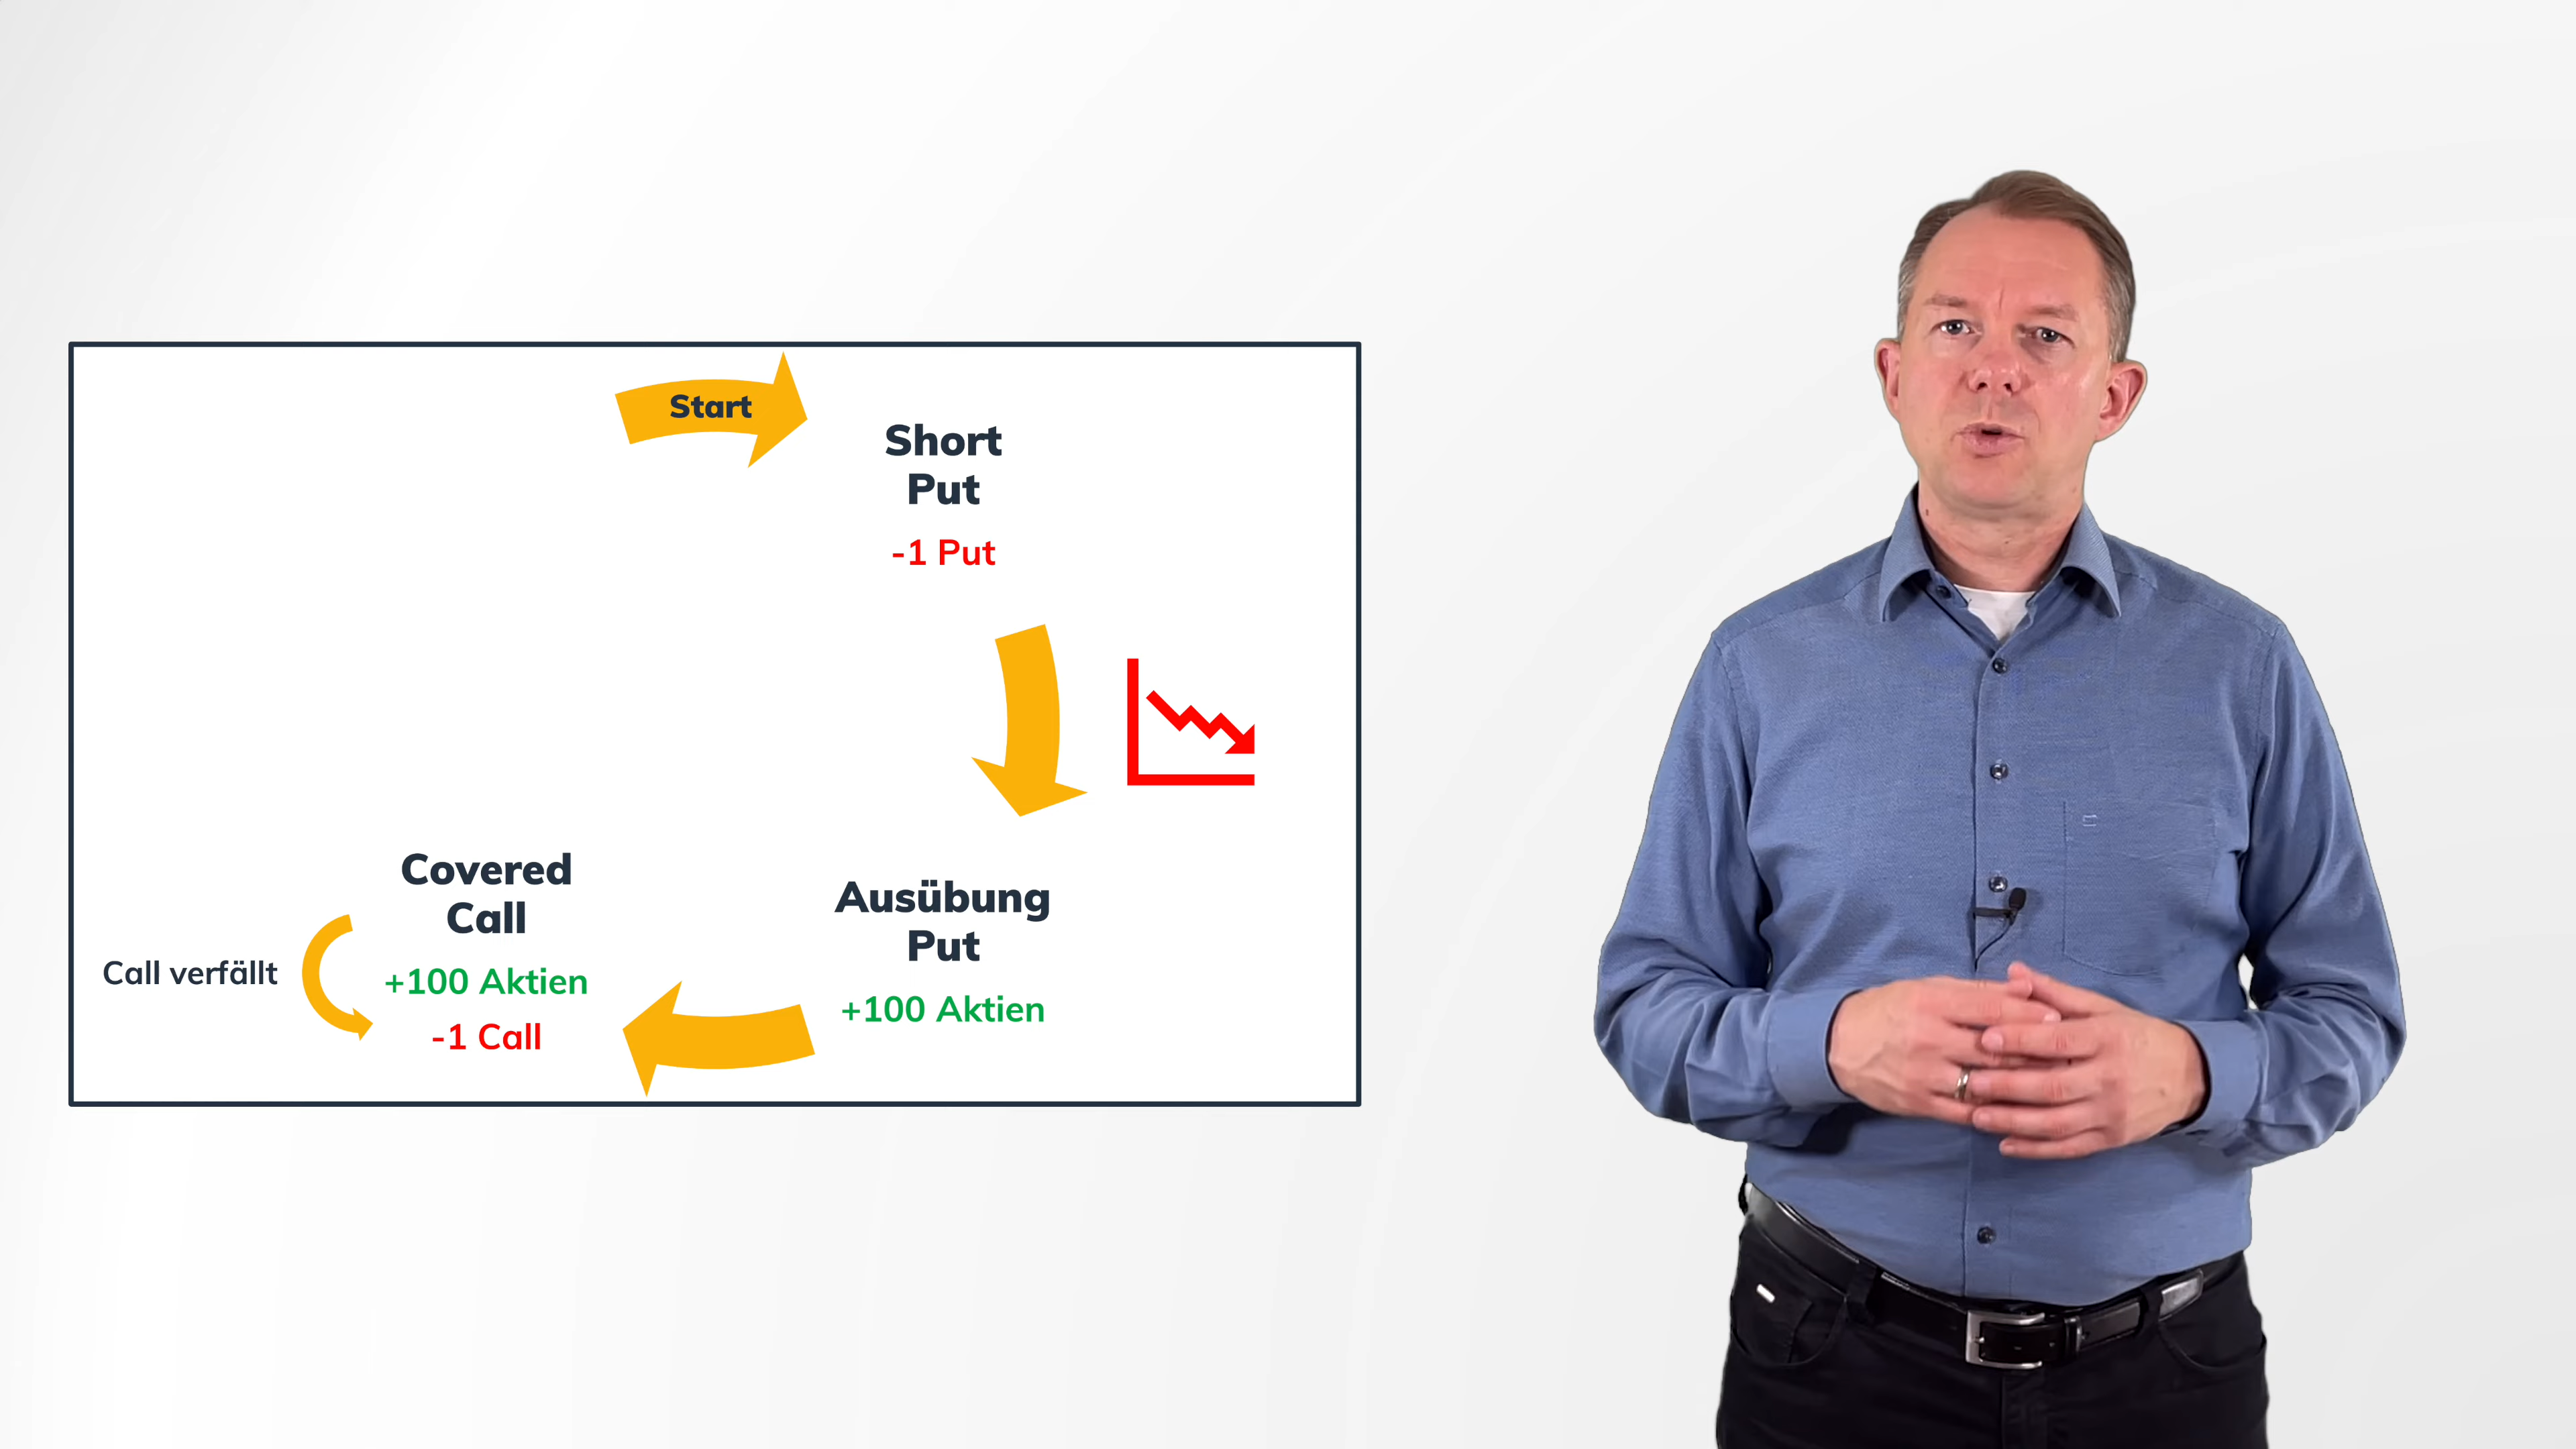 Start
Short
Put
-1 Put
Ausübung
Put
+100 Aktien
Covered
Call
+100 Aktien
-1 Call
Call verfällt